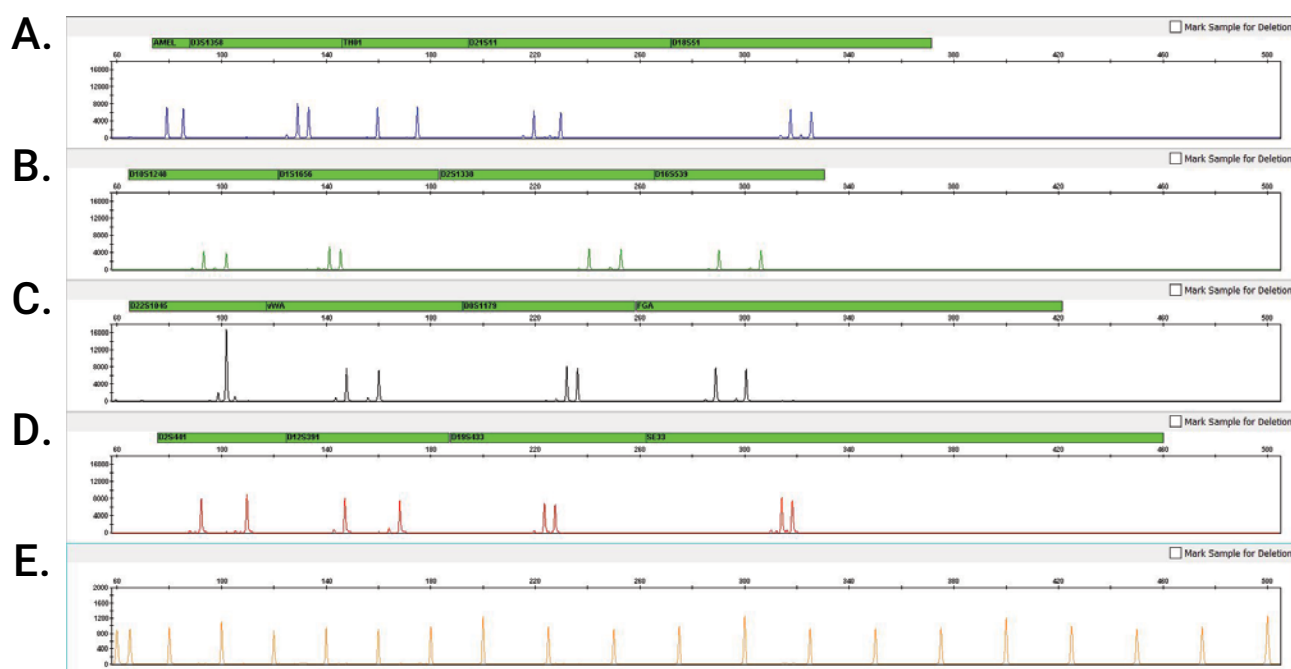 A.
Mark Sample for Deletion
AMEL D3S1358 TH01 D21S11 D18S51
60 100 140 180 220 260 300 340 380 420 460 500
16000
12000
8000
4000
0
B.
Mark Sample for Deletion
D10S1248 D1S1656 D2S1338 D16S539
60 100 140 180 220 260 300 340 380 420 460 500
16000
12000
8000
4000
0
C.
Mark Sample for Deletion
D22S1045 vWA D8S1179 FGA
60 100 140 180 220 260 300 340 380 420 460 500
16000
12000
8000
4000
0
D.
Mark Sample for Deletion
D2S441 D12S391 D19S433 SE33
60 100 140 180 220 260 300 340 380 420 460 500
16000
12000
8000
4000
0
E.
Mark Sample for Deletion
60 100 140 180 220 260 300 340 380 420 460 500
2000
1600
1200
800
400
0